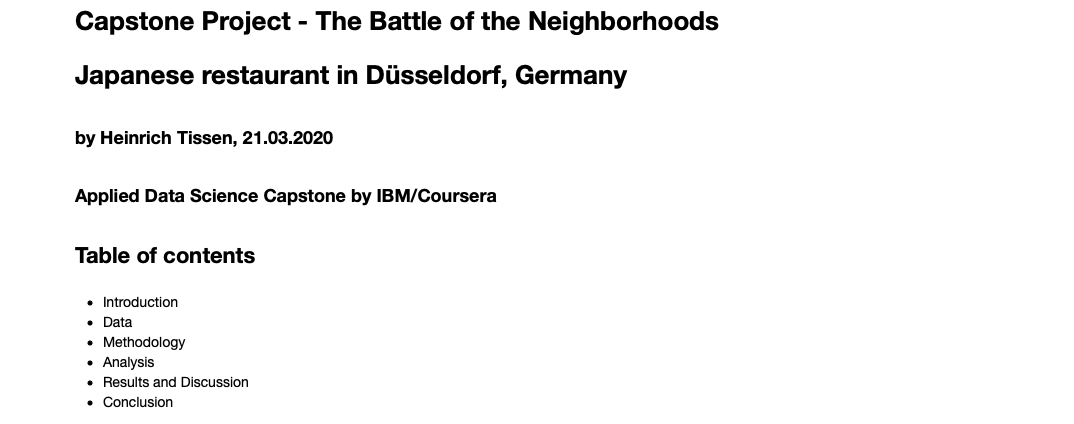 Capstone Project - The Battle of the Neighborhoods
Japanese restaurant in Düsseldorf, Germany
by Heinrich Tissen, 21.03.2020
Applied Data Science Capstone by IBM/Coursera
Table of contents
• Introduction
• Data
• Methodology
• Analysis
• Results and Discussion
• Conclusion